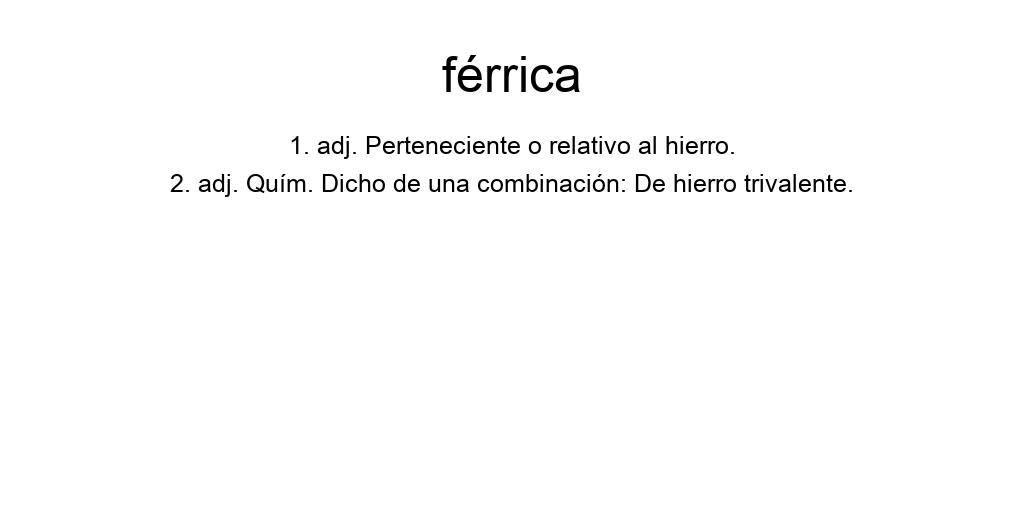 férrica
1. adj. Perteneciente o relativo al hierro.
2. adj. Quím. Dicho de una combinación: De hierro trivalente.